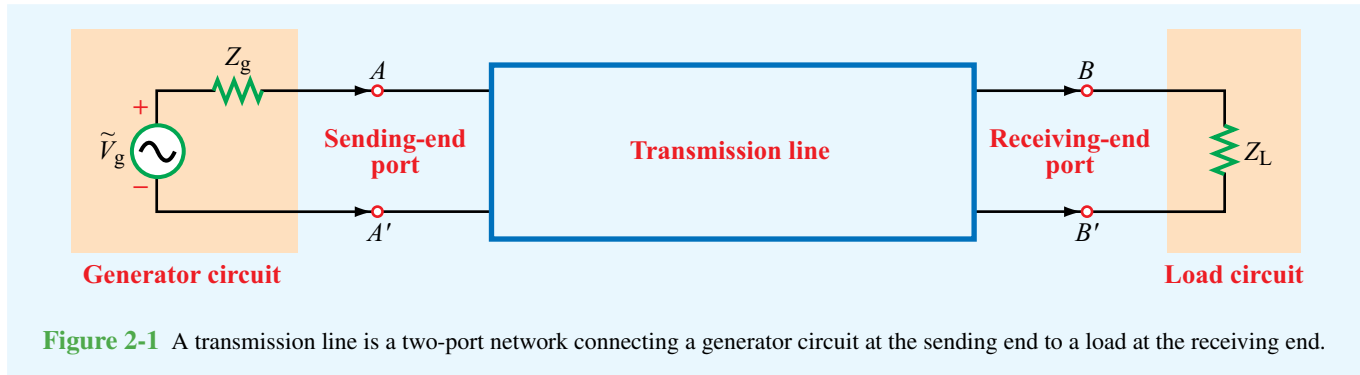 Z_g
A
B
+
Ṽ_g
−
Sending-end
port
Transmission line
Receiving-end
port
Z_L
A′
B′
Generator circuit
Load circuit
Figure 2-1 A transmission line is a two-port network connecting a generator circuit at the sending end to a load at the receiving end.